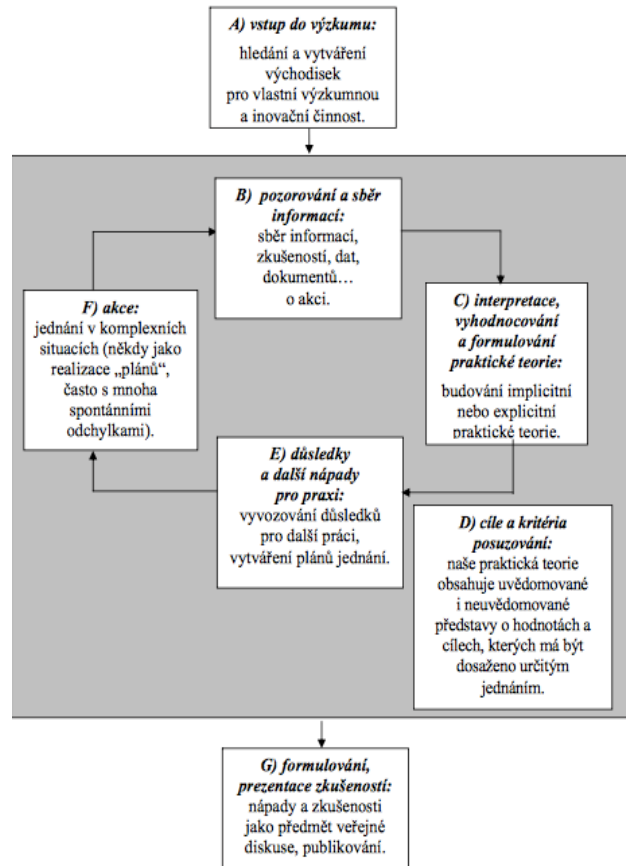 A) vstup do výzkumu:
hledání a vytváření
východisek
pro vlastní výzkumnou
a inovační činnost.
B) pozorování a sběr
informací:
sběr informací,
zkušeností, dat,
dokumentů…
o akci.
C) interpretace,
vyhodnocování
a formulování
praktické teorie:
budování implicitní
nebo explicitní
praktické teorie.
D) cíle a kritéria
posuzování:
naše praktická teorie
obsahuje uvědomované
i neuvědomované
představy o hodnotách a
cílech, kterých má být
dosaženo určitým
jednáním.
E) důsledky
a další nápady
pro praxi:
vyvozování důsledků
pro další práci,
vytváření plánů jednání.
F) akce:
jednání v komplexních
situacích (někdy jako
realizace „plánů“,
často s mnoha
spontánními
odchylkami).
G) formulování,
prezentace zkušeností:
nápady a zkušenosti
jako předmět veřejné
diskuse, publikování.